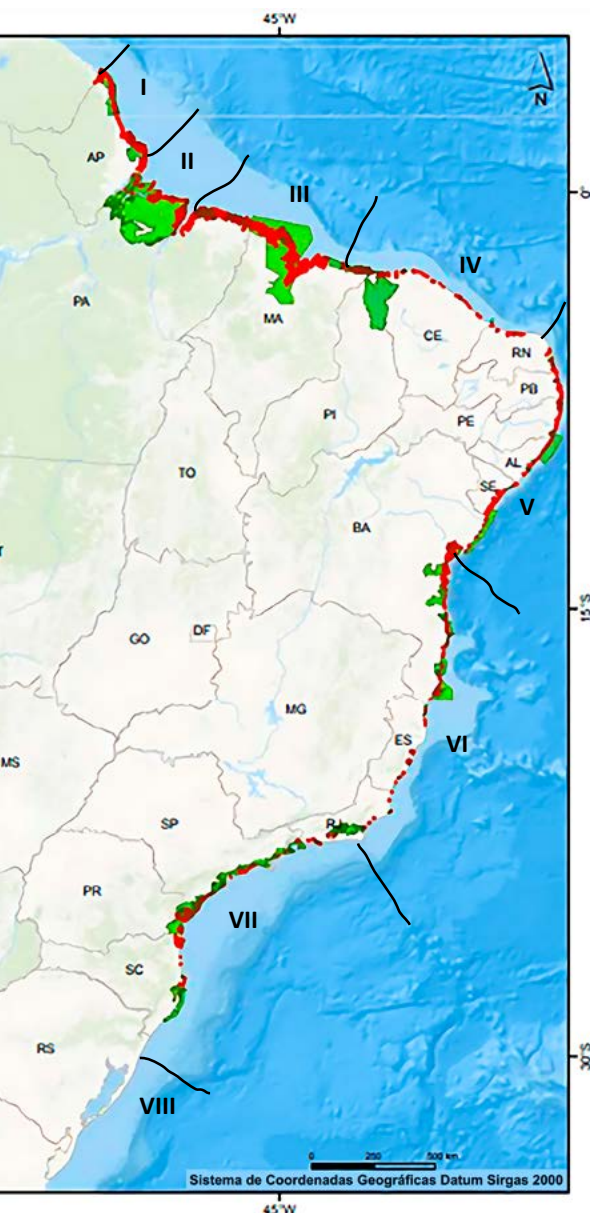 45°W
I
N
II
AP
III
0°
IV
PA
MA
CE
RN
PB
PI
PE
AL
TO
SE
V
BA
15°S
GO
DF
MG
ES
VI
MS
SP
RJ
PR
VII
SC
RS
30°S
VIII
0 250 500 km
Sistema de Coordenadas Geográficas Datum Sirgas 2000
45°W